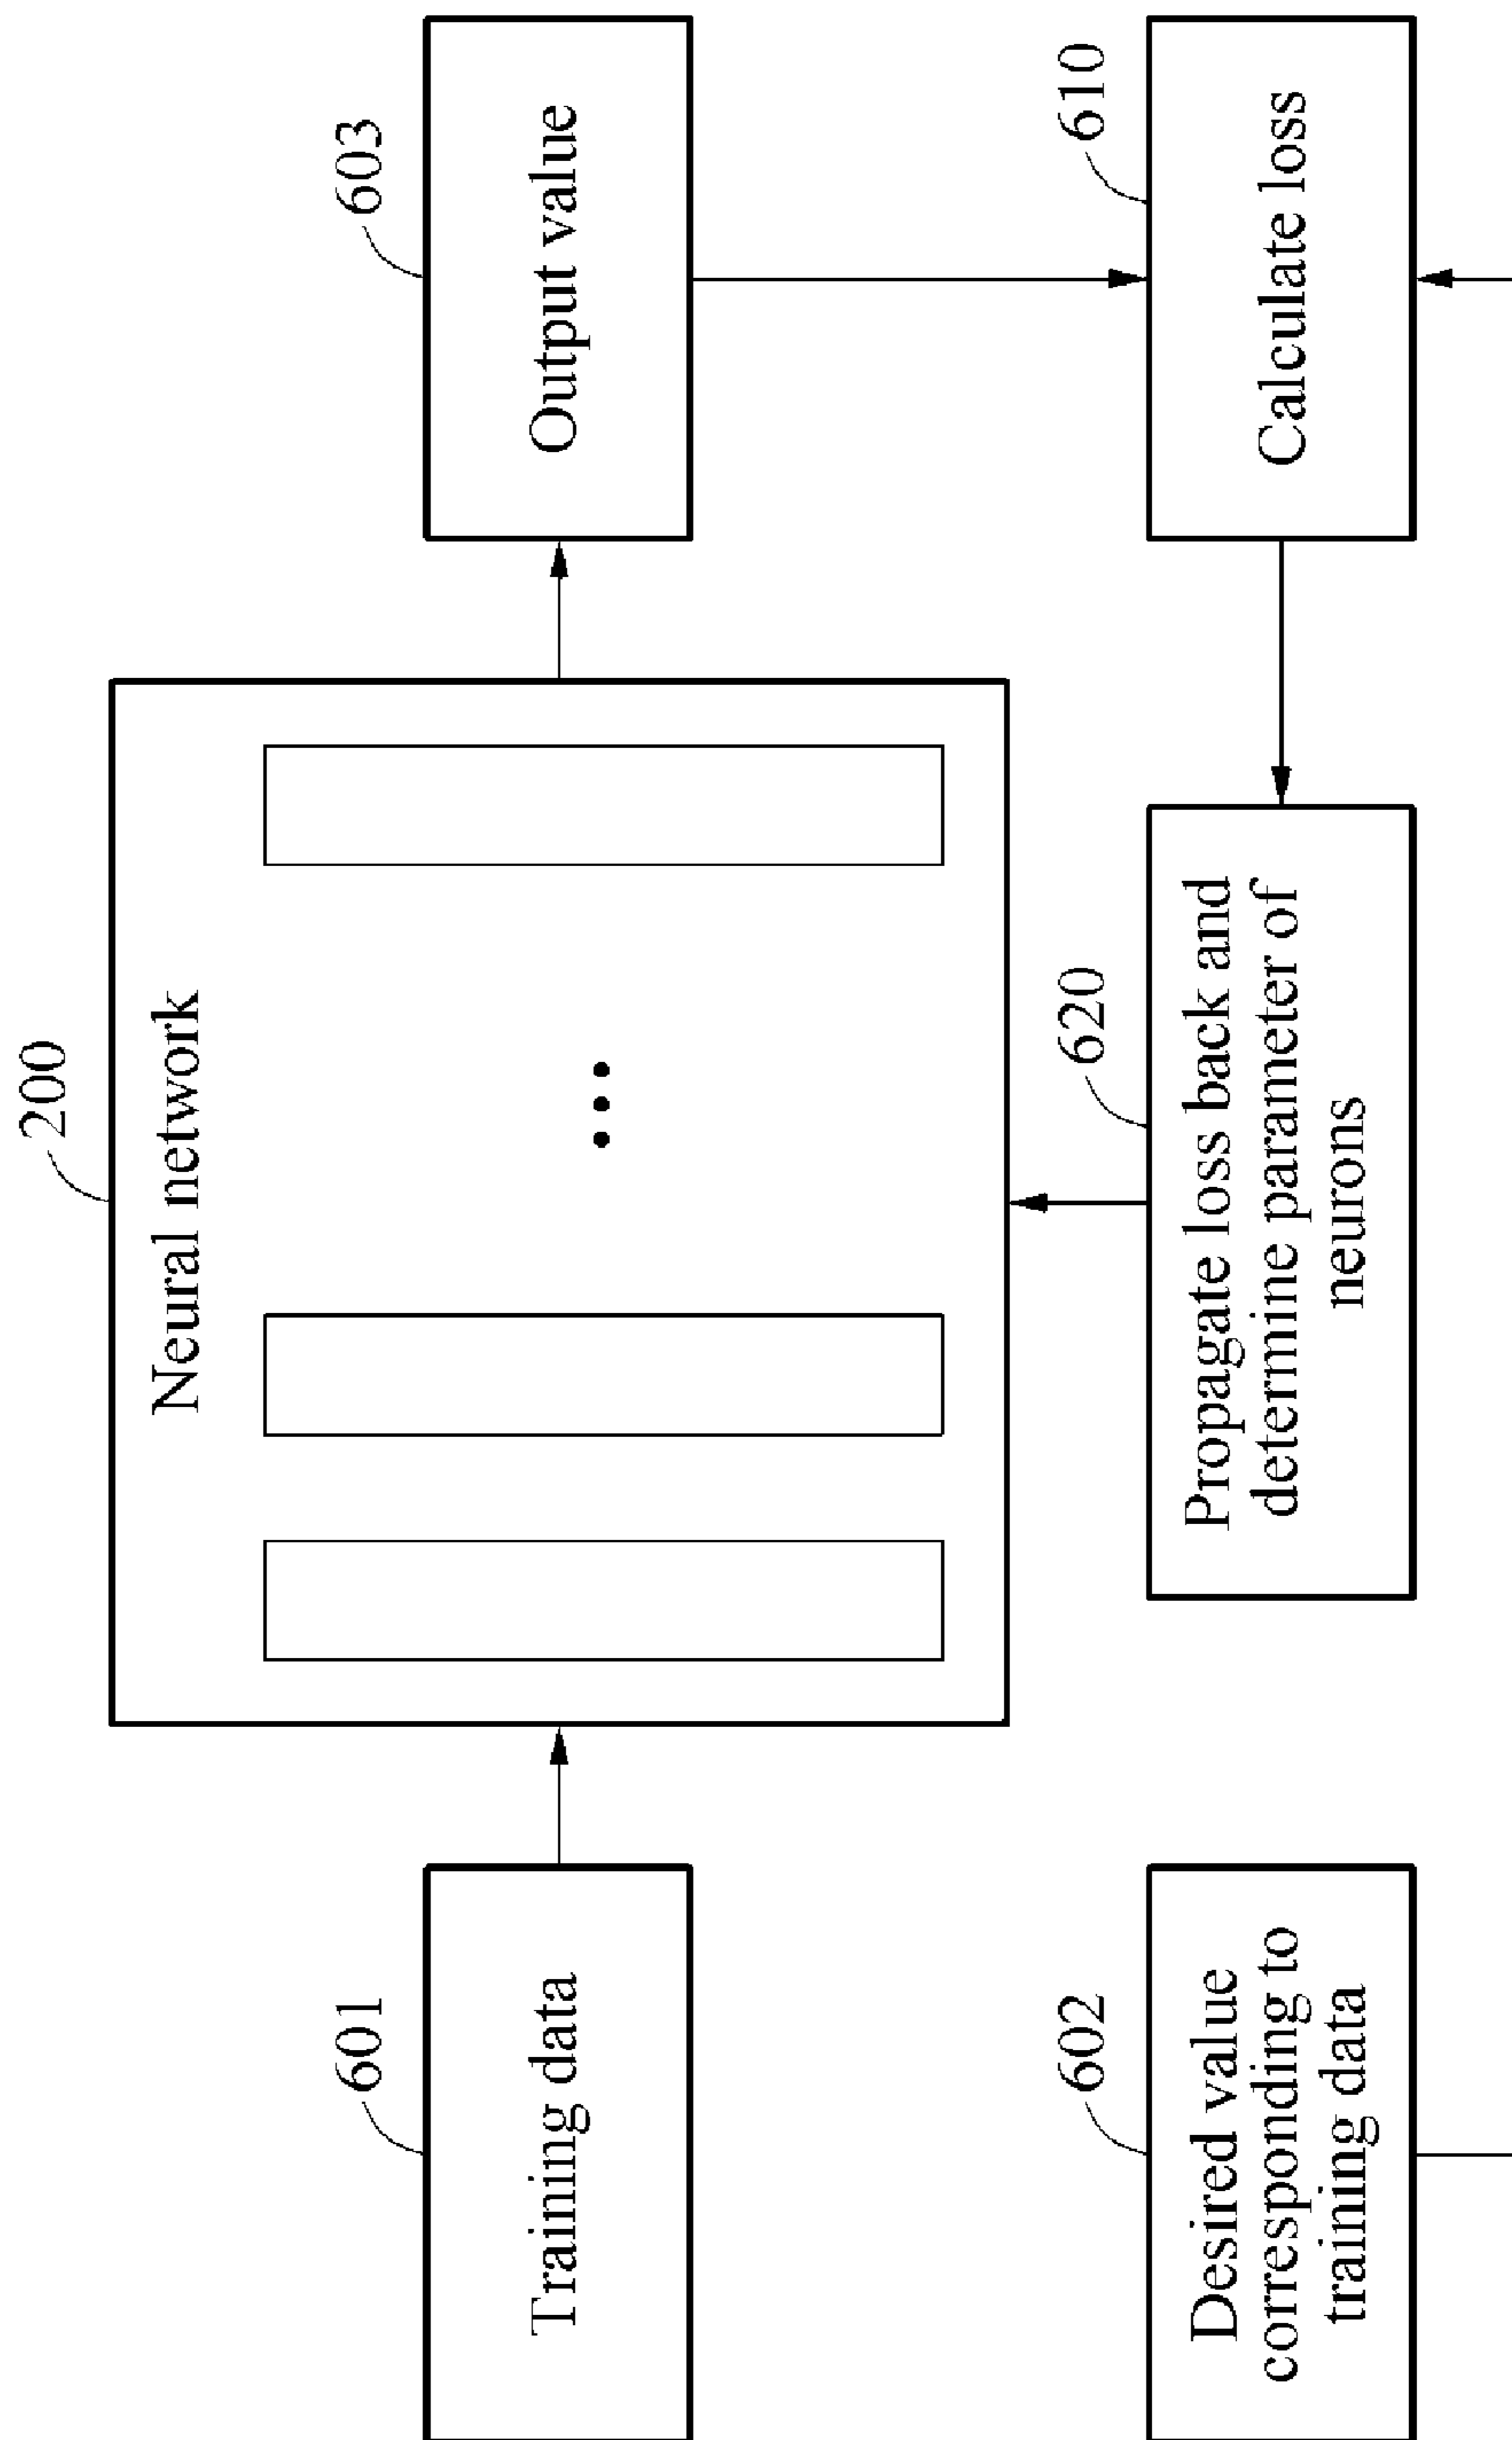 200
Neural network
601
Training data
603
Output value
602
Desired value
corresponding to
training data
620
Propagate loss back and
determine parameter of
neurons
610
Calculate loss